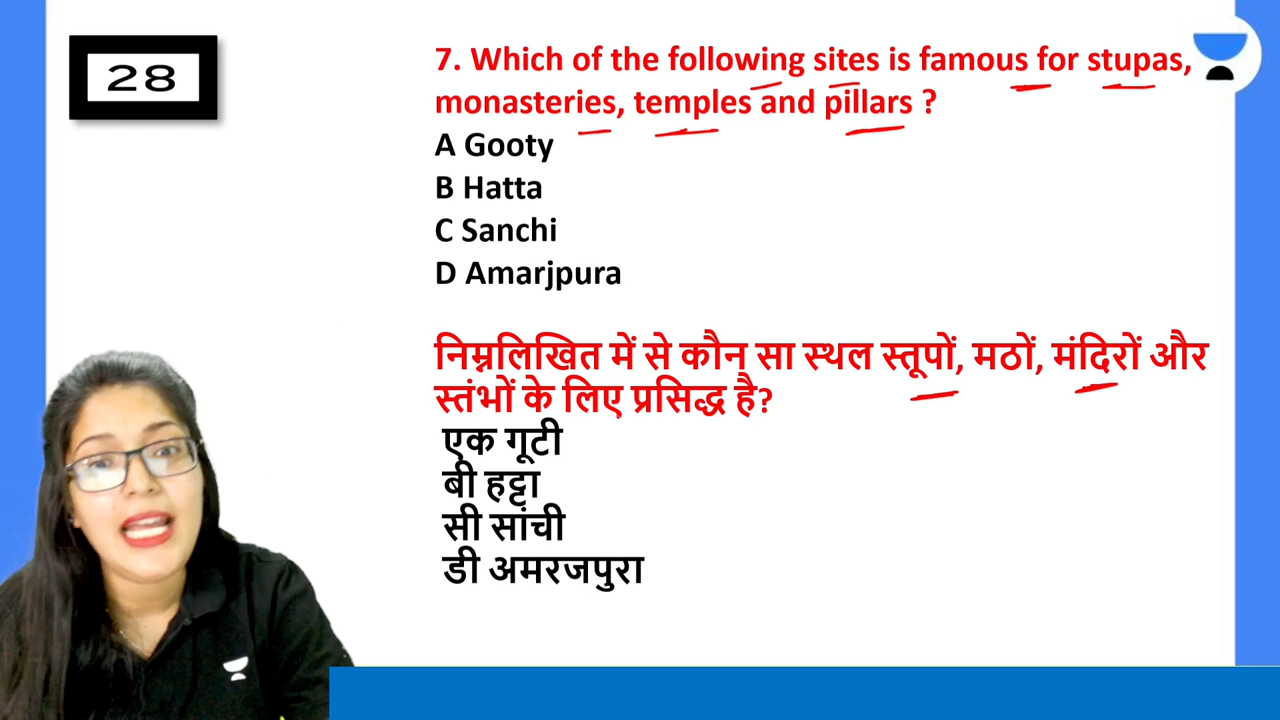 28
7. Which of the following sites is famous for stupas,
monasteries, temples and pillars ?
A Gooty
B Hatta
C Sanchi
D Amarjpura
निम्नलिखित में से कौन सा स्थल स्तूपों, मठों, मंदिरों और
स्तंभों के लिए प्रसिद्ध है?
एक गूटी
बी हट्टा
सी सांची
डी अमरजपुरा